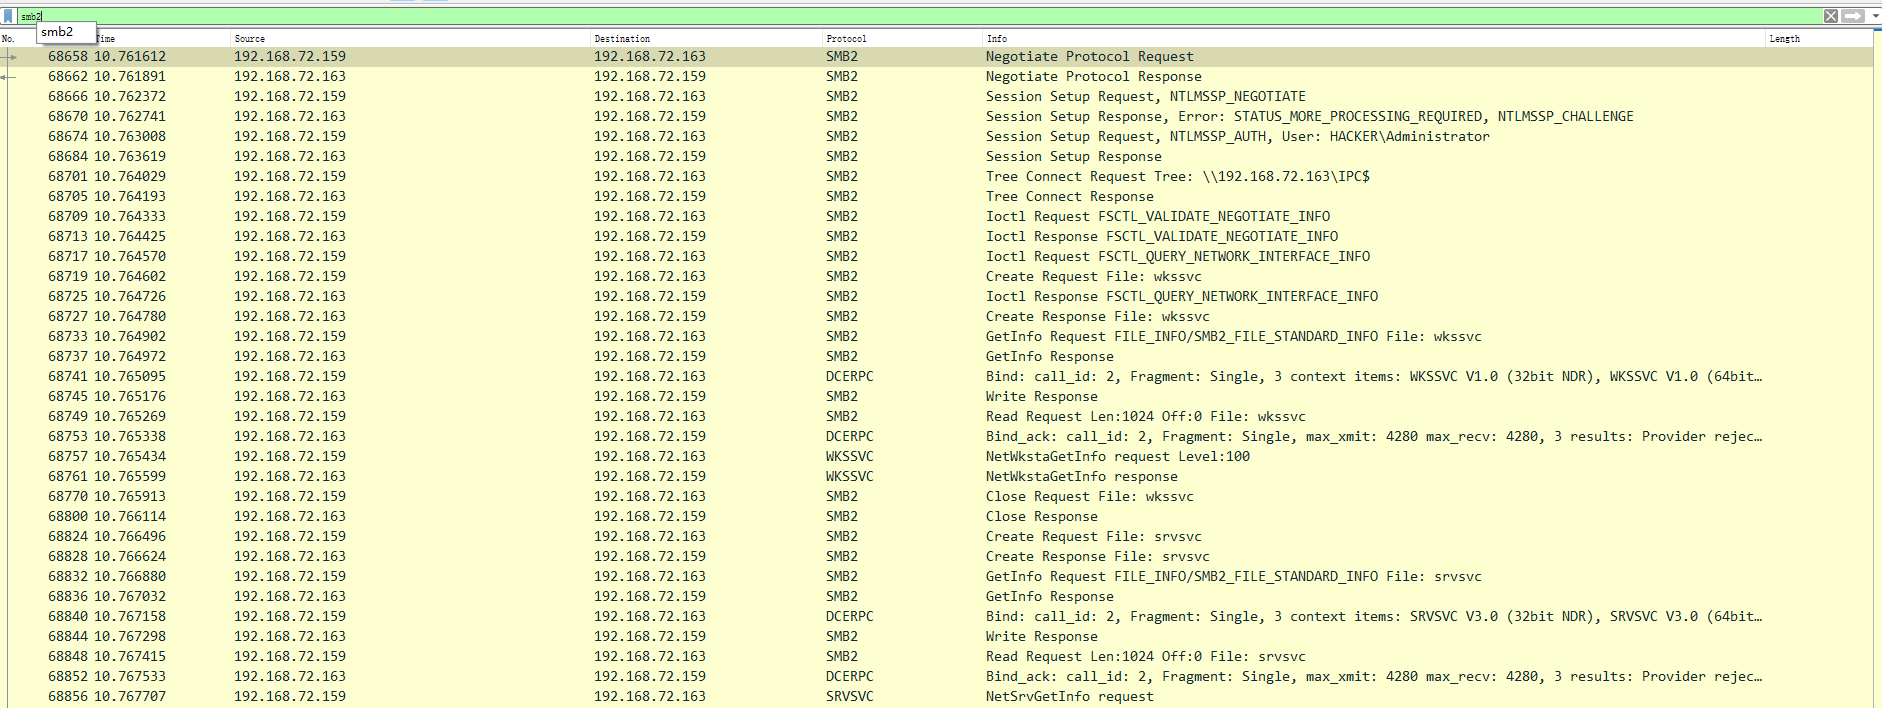 smb2
smb2
No. Time Source Destination Protocol Info Length
68658 10.761612 192.168.72.159 192.168.72.163 SMB2 Negotiate Protocol Request
68662 10.761891 192.168.72.163 192.168.72.159 SMB2 Negotiate Protocol Response
68666 10.762372 192.168.72.159 192.168.72.163 SMB2 Session Setup Request, NTLMSSP_NEGOTIATE
68670 10.762741 192.168.72.163 192.168.72.159 SMB2 Session Setup Response, Error: STATUS_MORE_PROCESSING_REQUIRED, NTLMSSP_CHALLENGE
68674 10.763008 192.168.72.159 192.168.72.163 SMB2 Session Setup Request, NTLMSSP_AUTH, User: HACKER\Administrator
68684 10.763619 192.168.72.163 192.168.72.159 SMB2 Session Setup Response
68701 10.764029 192.168.72.159 192.168.72.163 SMB2 Tree Connect Request Tree: \\192.168.72.163\IPC$
68705 10.764193 192.168.72.163 192.168.72.159 SMB2 Tree Connect Response
68709 10.764333 192.168.72.159 192.168.72.163 SMB2 Ioctl Request FSCTL_VALIDATE_NEGOTIATE_INFO
68713 10.764425 192.168.72.163 192.168.72.159 SMB2 Ioctl Response FSCTL_VALIDATE_NEGOTIATE_INFO
68717 10.764570 192.168.72.159 192.168.72.163 SMB2 Ioctl Request FSCTL_QUERY_NETWORK_INTERFACE_INFO
68719 10.764602 192.168.72.159 192.168.72.163 SMB2 Create Request File: wkssvc
68725 10.764726 192.168.72.163 192.168.72.159 SMB2 Ioctl Response FSCTL_QUERY_NETWORK_INTERFACE_INFO
68727 10.764780 192.168.72.163 192.168.72.159 SMB2 Create Response File: wkssvc
68733 10.764902 192.168.72.159 192.168.72.163 SMB2 GetInfo Request FILE_INFO/SMB2_FILE_STANDARD_INFO File: wkssvc
68737 10.764972 192.168.72.163 192.168.72.159 SMB2 GetInfo Response
68741 10.765095 192.168.72.159 192.168.72.163 DCERPC Bind: call_id: 2, Fragment: Single, 3 context items: WKSSVC V1.0 (32bit NDR), WKSSVC V1.0 (64bit…
68745 10.765176 192.168.72.163 192.168.72.159 SMB2 Write Response
68749 10.765269 192.168.72.159 192.168.72.163 SMB2 Read Request Len:1024 Off:0 File: wkssvc
68753 10.765338 192.168.72.163 192.168.72.159 DCERPC Bind_ack: call_id: 2, Fragment: Single, max_xmit: 4280 max_recv: 4280, 3 results: Provider rejec…
68757 10.765434 192.168.72.159 192.168.72.163 WKSSVC NetWkstaGetInfo request Level:100
68761 10.765599 192.168.72.163 192.168.72.159 WKSSVC NetWkstaGetInfo response
68770 10.765913 192.168.72.159 192.168.72.163 SMB2 Close Request File: wkssvc
68800 10.766114 192.168.72.163 192.168.72.159 SMB2 Close Response
68824 10.766496 192.168.72.159 192.168.72.163 SMB2 Create Request File: srvsvc
68828 10.766624 192.168.72.163 192.168.72.159 SMB2 Create Response File: srvsvc
68832 10.766880 192.168.72.159 192.168.72.163 SMB2 GetInfo Request FILE_INFO/SMB2_FILE_STANDARD_INFO File: srvsvc
68836 10.767032 192.168.72.163 192.168.72.159 SMB2 GetInfo Response
68840 10.767158 192.168.72.159 192.168.72.163 DCERPC Bind: call_id: 2, Fragment: Single, 3 context items: SRVSVC V3.0 (32bit NDR), SRVSVC V3.0 (64bit…
68844 10.767298 192.168.72.163 192.168.72.159 SMB2 Write Response
68848 10.767415 192.168.72.159 192.168.72.163 SMB2 Read Request Len:1024 Off:0 File: srvsvc
68852 10.767533 192.168.72.163 192.168.72.159 DCERPC Bind_ack: call_id: 2, Fragment: Single, max_xmit: 4280 max_recv: 4280, 3 results: Provider rejec…
68856 10.767707 192.168.72.159 192.168.72.163 SRVSVC NetSrvGetInfo request